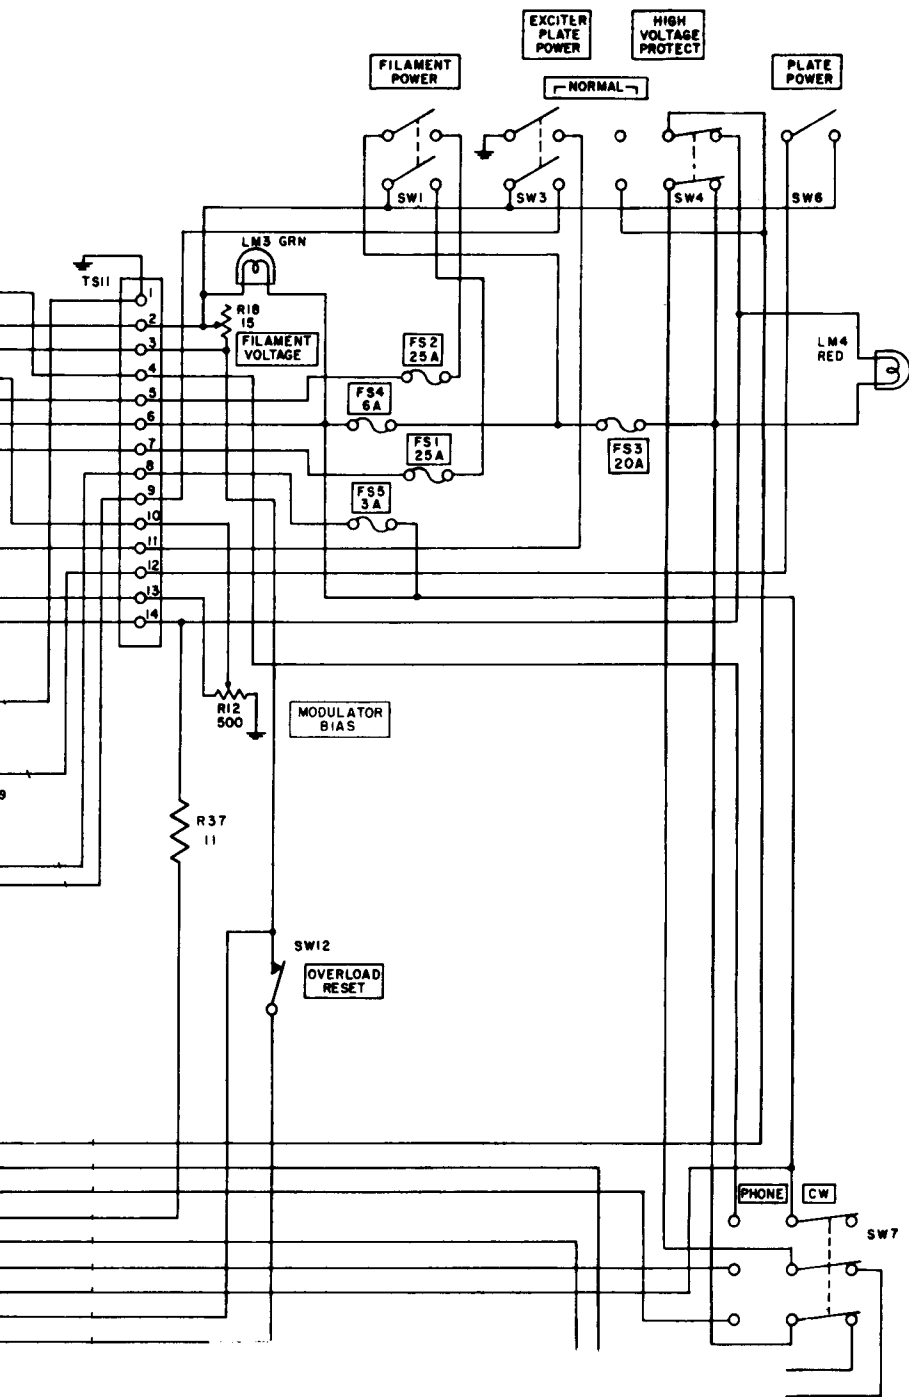 EXCITER
PLATE
POWER
HIGH
VOLTAGE
PROTECT
FILAMENT
POWER
NORMAL
PLATE
POWER
SW1
SW3
SW4
SW6
LM3 GRN
TS11
1
2
3
4
5
6
7
8
9
10
11
12
13
14
R18
15
FILAMENT
VOLTAGE
FS2
25A
LM4
RED
FS4
6A
FS1
25A
FS3
20A
FS5
3A
R12
500
MODULATOR
BIAS
9
R37
11
SW12
OVERLOAD
RESET
PHONE
CW
SW7